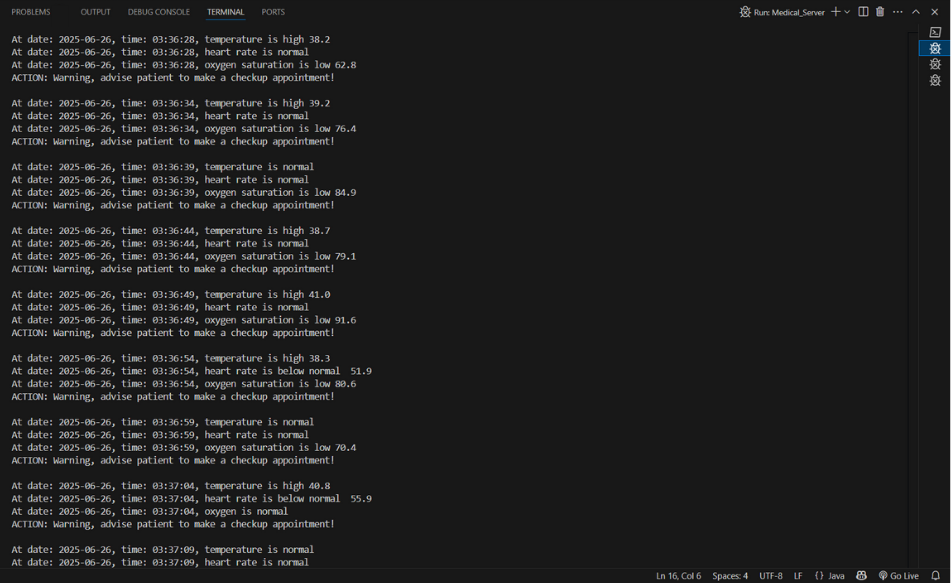 PROBLEMS OUTPUT DEBUG CONSOLE TERMINAL PORTS Run: Medical_Server
At date: 2025-06-26, time: 03:36:28, temperature is high 38.2
At date: 2025-06-26, time: 03:36:28, heart rate is normal
At date: 2025-06-26, time: 03:36:28, oxygen saturation is low 62.8
ACTION: Warning, advise patient to make a checkup appointment!
At date: 2025-06-26, time: 03:36:34, temperature is high 39.2
At date: 2025-06-26, time: 03:36:34, heart rate is normal
At date: 2025-06-26, time: 03:36:34, oxygen saturation is low 76.4
ACTION: Warning, advise patient to make a checkup appointment!
At date: 2025-06-26, time: 03:36:39, temperature is normal
At date: 2025-06-26, time: 03:36:39, heart rate is normal
At date: 2025-06-26, time: 03:36:39, oxygen saturation is low 84.9
ACTION: Warning, advise patient to make a checkup appointment!
At date: 2025-06-26, time: 03:36:44, temperature is high 38.7
At date: 2025-06-26, time: 03:36:44, heart rate is normal
At date: 2025-06-26, time: 03:36:44, oxygen saturation is low 79.1
ACTION: Warning, advise patient to make a checkup appointment!
At date: 2025-06-26, time: 03:36:49, temperature is high 41.0
At date: 2025-06-26, time: 03:36:49, heart rate is normal
At date: 2025-06-26, time: 03:36:49, oxygen saturation is low 91.6
ACTION: Warning, advise patient to make a checkup appointment!
At date: 2025-06-26, time: 03:36:54, temperature is high 38.3
At date: 2025-06-26, time: 03:36:54, heart rate is below normal  51.9
At date: 2025-06-26, time: 03:36:54, oxygen saturation is low 80.6
ACTION: Warning, advise patient to make a checkup appointment!
At date: 2025-06-26, time: 03:36:59, temperature is normal
At date: 2025-06-26, time: 03:36:59, heart rate is normal
At date: 2025-06-26, time: 03:36:59, oxygen saturation is low 70.4
ACTION: Warning, advise patient to make a checkup appointment!
At date: 2025-06-26, time: 03:37:04, temperature is high 40.8
At date: 2025-06-26, time: 03:37:04, heart rate is below normal  55.9
At date: 2025-06-26, time: 03:37:04, oxygen is normal
ACTION: Warning, advise patient to make a checkup appointment!
At date: 2025-06-26, time: 03:37:09, temperature is normal
At date: 2025-06-26, time: 03:37:09, heart rate is normal
Ln 16, Col 6 Spaces: 4 UTF-8 LF {} Java Go Live